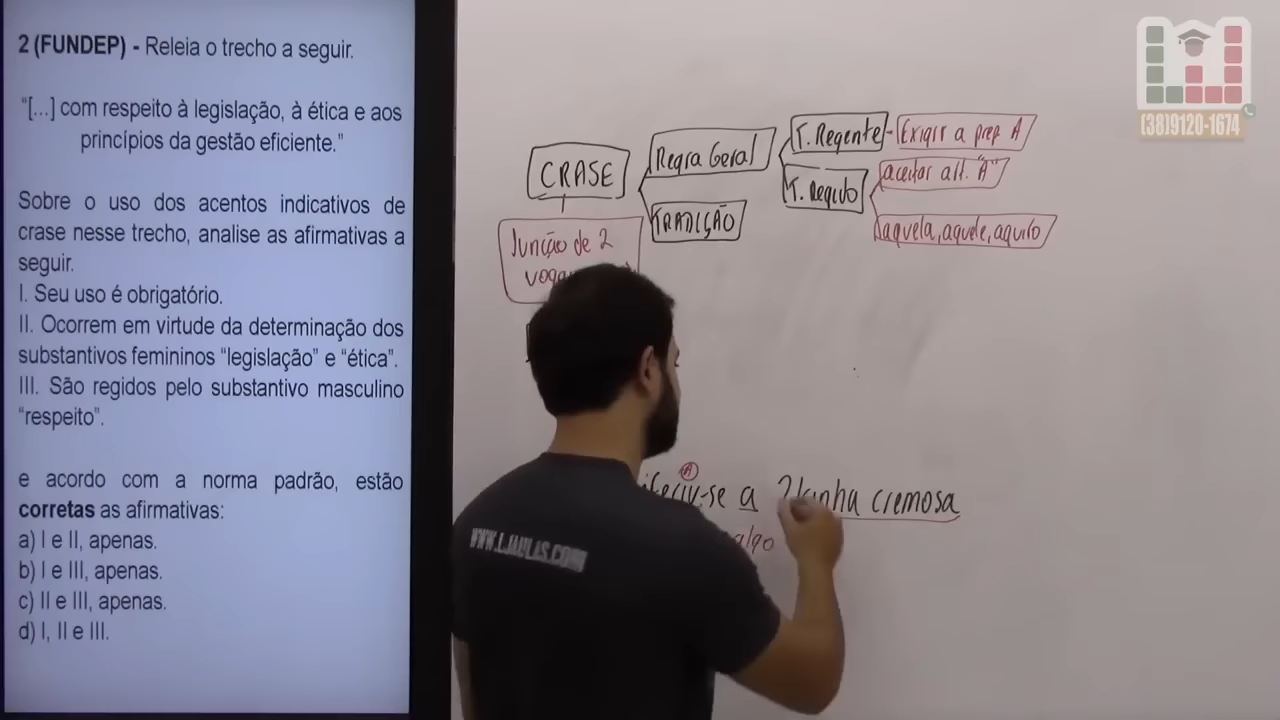 2 (FUNDEP) - Releia o trecho a seguir.
“[...] com respeito à legislação, à ética e aos
princípios da gestão eficiente.”
Sobre o uso dos acentos indicativos de
crase nesse trecho, analise as afirmativas a
seguir.
I. Seu uso é obrigatório.
II. Ocorrem em virtude da determinação dos
substantivos femininos “legislação” e “ética”.
III. São regidos pelo substantivo masculino
“respeito”.
e acordo com a norma padrão, estão
corretas as afirmativas:
a) I e II, apenas.
b) I e III, apenas.
c) II e III, apenas.
d) I, II e III.
(38)9120-1674
CRASE
Junção de 2
Regra Geral
TRADIÇÃO
T. Regente - Exigir a prep A
T. Regido
aceitar art. "A"
aquela, aquele, aquilo
A
-se a
cremosa
algo
WWW.LJAULAS.COM